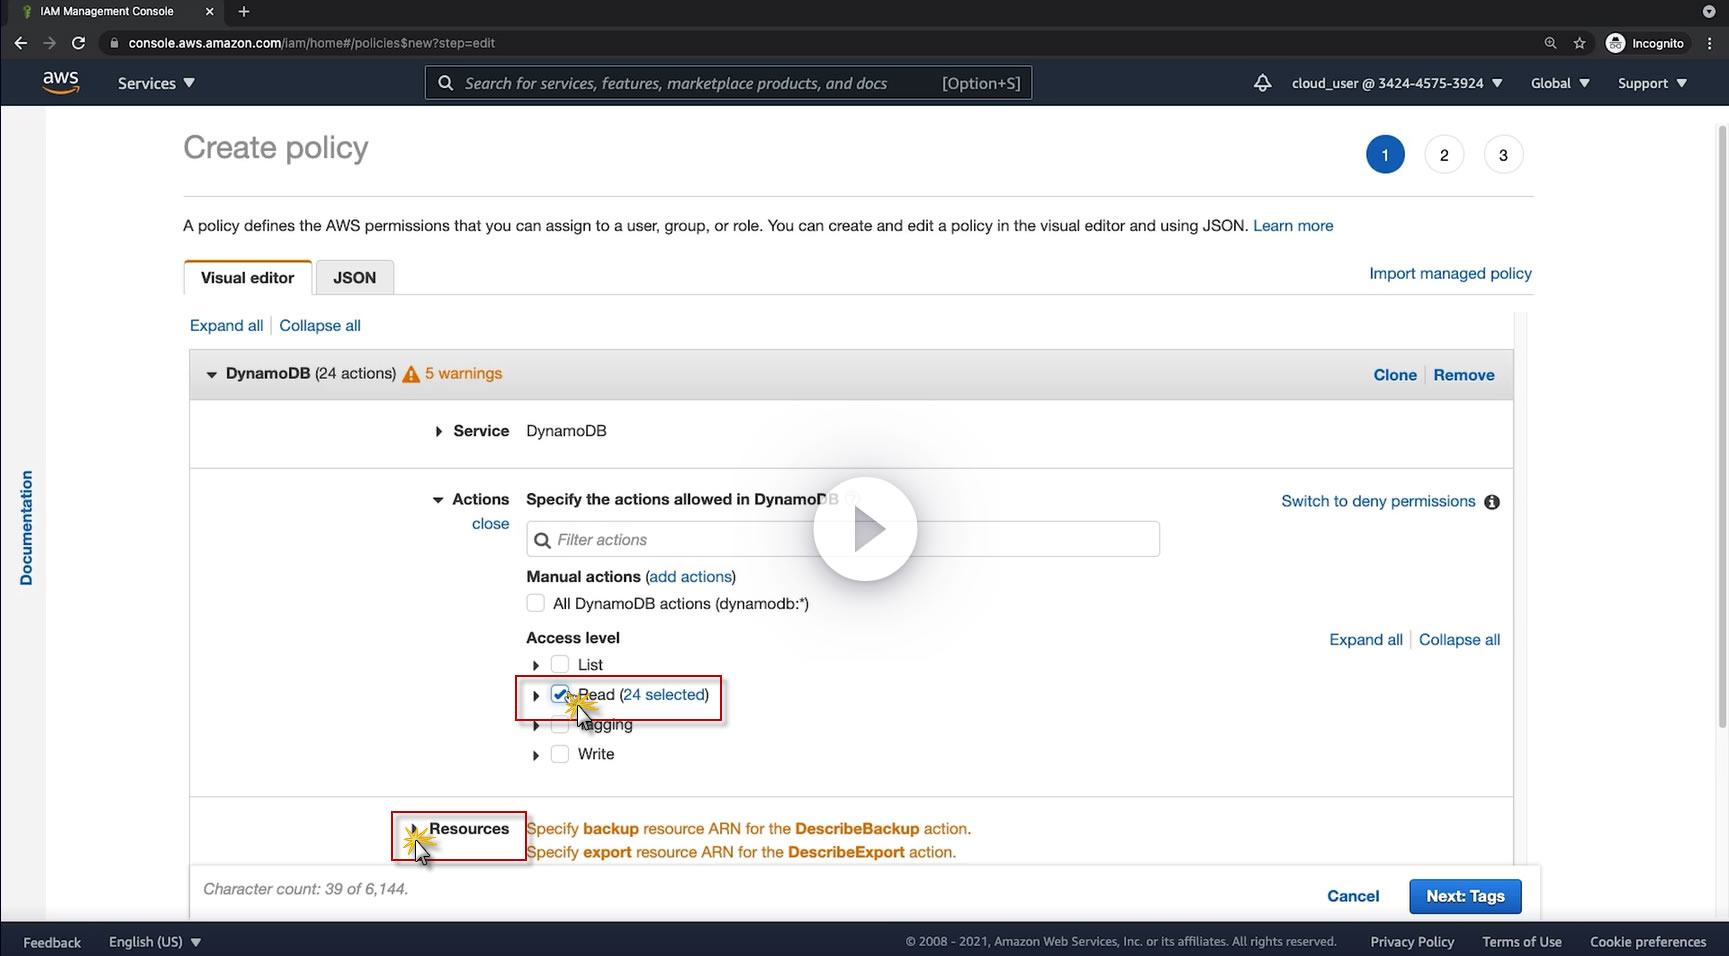 IAM Management Console
console.aws.amazon.com/iam/home#/policies$new?step=edit
Incognito
aws
Services
Search for services, features, marketplace products, and docs [Option+S]
cloud_user @ 3424-4575-3924
Global
Support
Create policy
1 2 3
A policy defines the AWS permissions that you can assign to a user, group, or role. You can create and edit a policy in the visual editor and using JSON. Learn more
Visual editor
JSON
Import managed policy
Expand all
Collapse all
DynamoDB (24 actions) 5 warnings
Clone
Remove
Service DynamoDB
Documentation
Actions Specify the actions allowed in DynamoDB
Switch to deny permissions
close
Filter actions
Manual actions (add actions)
All DynamoDB actions (dynamodb:*)
Access level
Expand all
Collapse all
List
Read (24 selected)
Tagging
Write
Resources Specify backup resource ARN for the DescribeBackup action.
Specify export resource ARN for the DescribeExport action.
Character count: 39 of 6,144.
Cancel
Next: Tags
Feedback
English (US)
© 2008 - 2021, Amazon Web Services, Inc. or its affiliates. All rights reserved.
Privacy Policy
Terms of Use
Cookie preferences